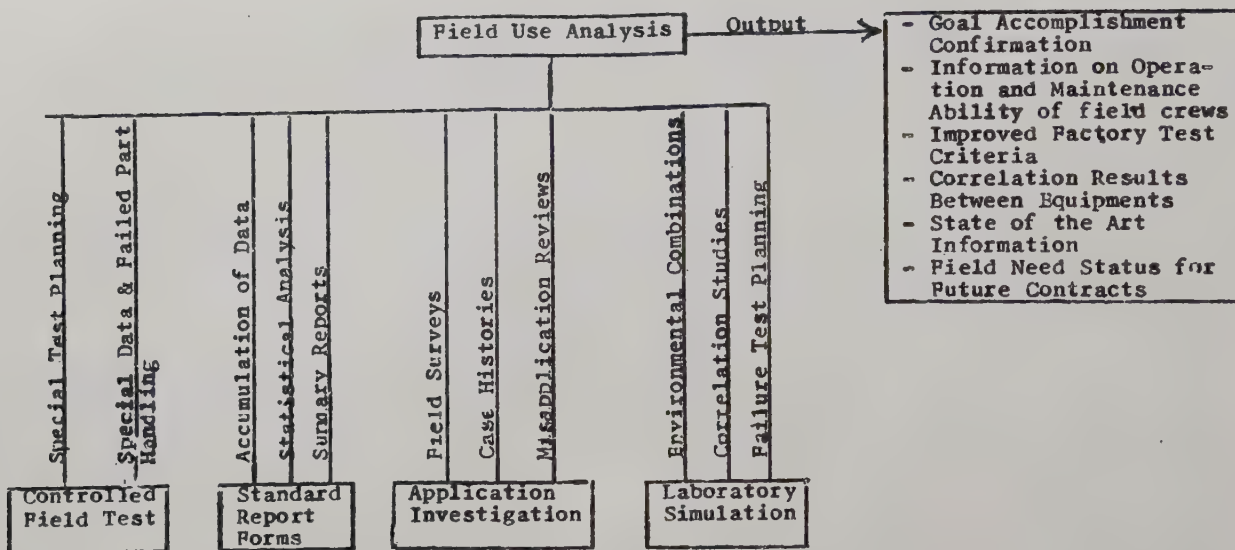 Field Use Analysis
Output
- Goal Accomplishment
Confirmation
- Information on Opera-
tion and Maintenance
Ability of field crews
- Improved Factory Test
Criteria
- Correlation Results
Between Equipments
- State of the Art
Information
- Field Need Status for
Future Contracts
Special Test Planning
Special Data & Failed Part
Handling
Accumulation of Data
Statistical Analysis
Summary Reports
Field Surveys
Case Histories
Misapplication Reviews
Environmental Combinations
Correlation Studies
Failure Test Planning
Controlled
Field Test
Standard
Report
Forms
Application
Investigation
Laboratory
Simulation